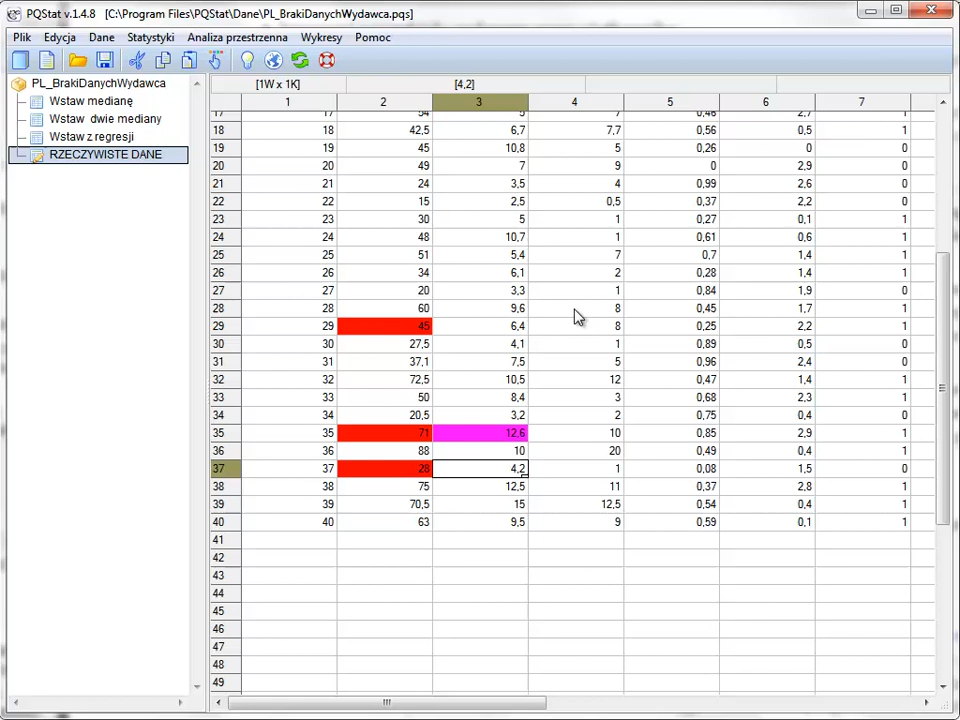 PQStat v.1.4.8 [C:\Program Files\PQStat\Dane\PL_BrakiDanychWydawca.pqs]
Plik Edycja Dane Statystyki Analiza przestrzenna Wykresy Pomoc
PL_BrakiDanychWydawca
Wstaw medianę
Wstaw dwie mediany
Wstaw z regresji
RZECZYWISTE DANE
[1W x 1K] [4,2]
1 2 3 4 5 6 7
17 17 54 5 7 0,46 2,7 1
18 18 42,5 6,7 7,7 0,56 0,5 1
19 19 45 10,8 5 0,26 0 0
20 20 49 7 9 0 2,9 0
21 21 24 3,5 4 0,99 2,6 0
22 22 15 2,5 0,5 0,37 2,2 0
23 23 30 5 1 0,27 0,1 1
24 24 48 10,7 1 0,61 0,6 1
25 25 51 5,4 7 0,7 1,4 1
26 26 34 6,1 2 0,28 1,4 1
27 27 20 3,3 1 0,84 1,9 0
28 28 60 9,6 8 0,45 1,7 1
29 29 45 6,4 8 0,25 2,2 1
30 30 27,5 4,1 1 0,89 0,5 0
31 31 37,1 7,5 5 0,96 2,4 0
32 32 72,5 10,5 12 0,47 1,4 1
33 33 50 8,4 3 0,68 2,3 1
34 34 20,5 3,2 2 0,75 0,4 0
35 35 71 12,6 10 0,85 2,9 1
36 36 88 10 20 0,49 0,4 1
37 37 28 4,2 1 0,08 1,5 0
38 38 75 12,5 11 0,37 2,8 1
39 39 70,5 15 12,5 0,54 0,4 1
40 40 63 9,5 9 0,59 0,1 1
41
42
43
44
45
46
47
48
49